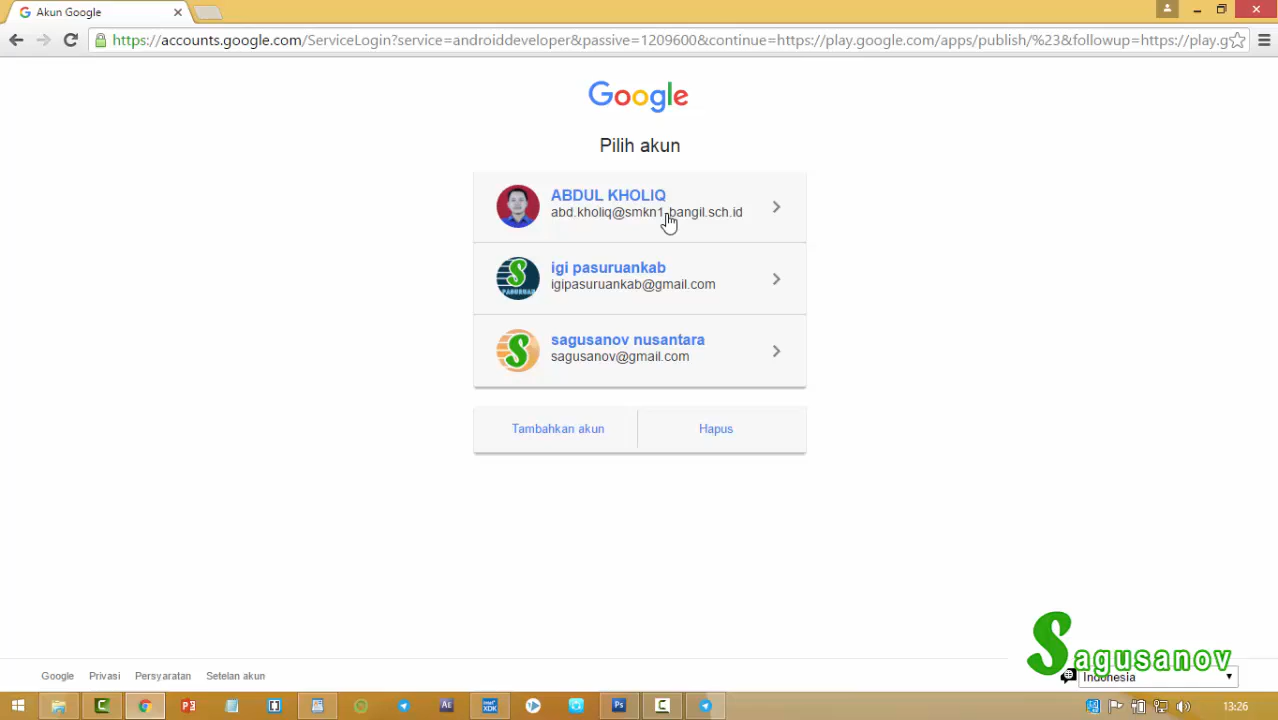 Akun Google
https://accounts.google.com/ServiceLogin?service=androiddeveloper&passive=1209600&continue=https://play.google.com/apps/publish/%23&followup=https://play.g
Google
Pilih akun
ABDUL KHOLIQ
abd.kholiq@smkn1-bangil.sch.id
igi pasuruankab
igipasuruankab@gmail.com
sagusanov nusantara
sagusanov@gmail.com
Tambahkan akun
Hapus
Sagusanov
Google
Privasi
Persyaratan
Setelan akun
Indonesia
13:26